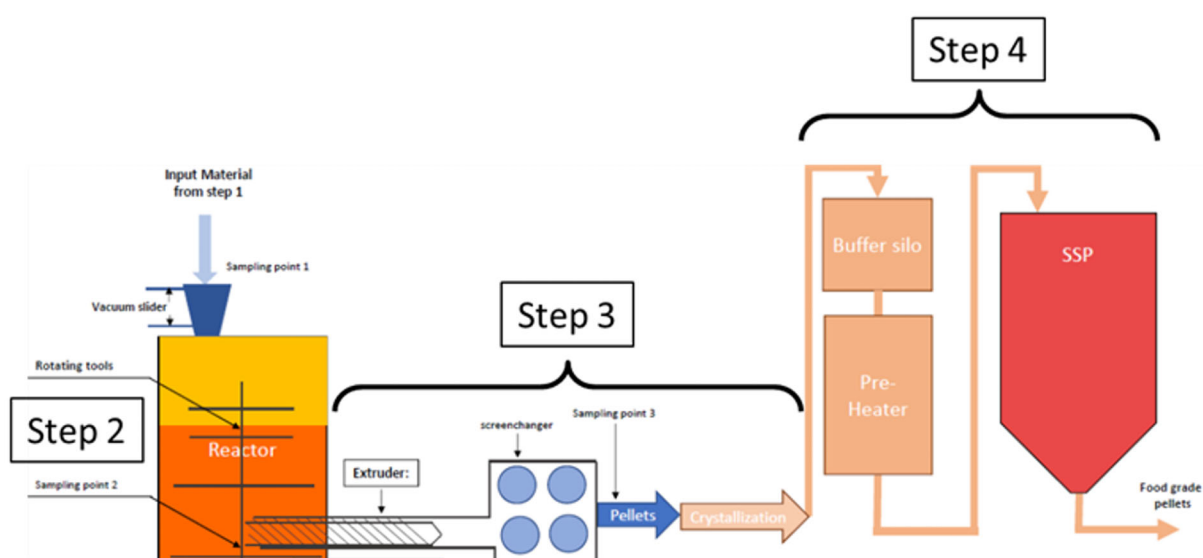 Step 4
Input Material
from step 1
Sampling point 1
Vacuum slider
Buffer silo
SSP
Step 3
Rotating tools
Pre-
Heater
Step 2
Reactor
Sampling point 3
screenchanger
Extruder:
Sampling point 2
Pellets
Crystallization
Food grade
pellets